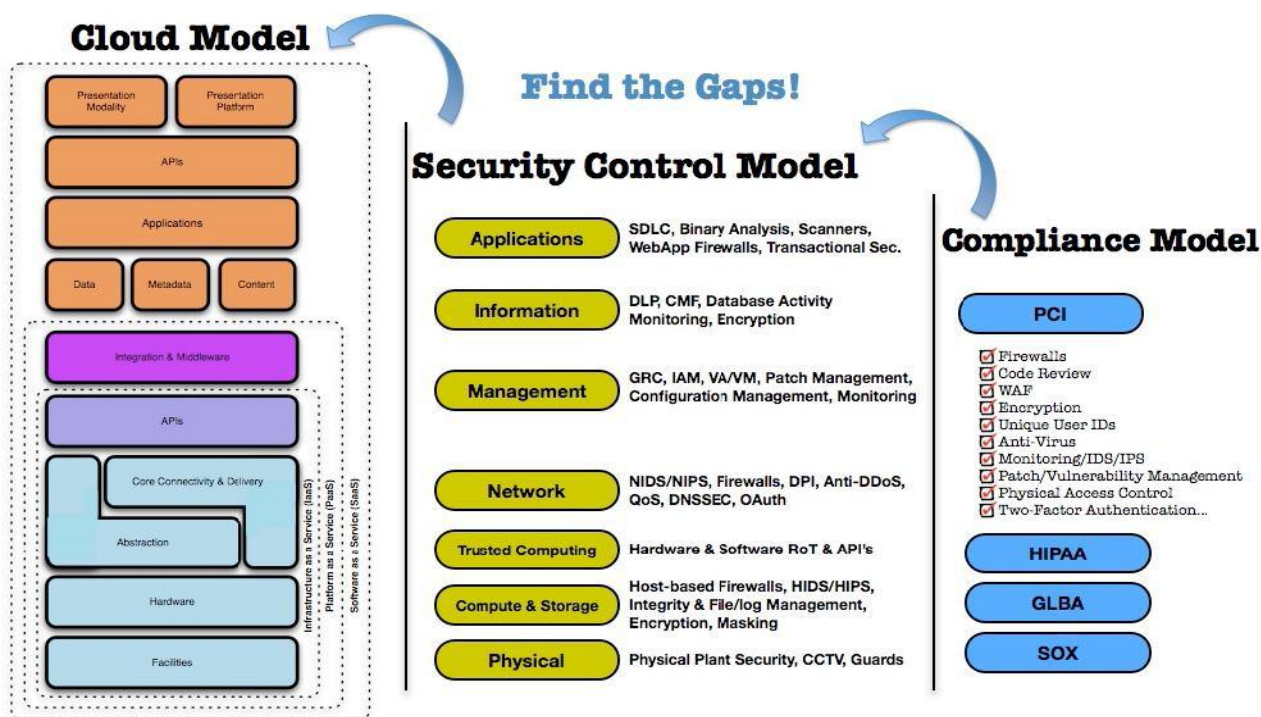 Cloud Model
Presentation
Modality
Presentation
Platform
APIs
Applications
Data
Metadata
Content
Integration & Middleware
APIs
Core Connectivity & Delivery
Abstraction
Hardware
Facilities
Infrastructure as a Service (IaaS)
Platform as a Service (PaaS)
Software as a Service (SaaS)
Find the Gaps!
Security Control Model
Applications
SDLC, Binary Analysis, Scanners,
WebApp Firewalls, Transactional Sec.
Information
DLP, CMF, Database Activity
Monitoring, Encryption
Management
GRC, IAM, VA/VM, Patch Management,
Configuration Management, Monitoring
Network
NIDS/NIPS, Firewalls, DPI, Anti-DDoS,
QoS, DNSSEC, OAuth
Trusted Computing
Hardware & Software RoT & API's
Compute & Storage
Host-based Firewalls, HIDS/HIPS,
Integrity & File/log Management,
Encryption, Masking
Physical
Physical Plant Security, CCTV, Guards
Compliance Model
PCI
Firewalls
Code Review
WAF
Encryption
Unique User IDs
Anti-Virus
Monitoring/IDS/IPS
Patch/Vulnerability Management
Physical Access Control
Two-Factor Authentication...
HIPAA
GLBA
SOX